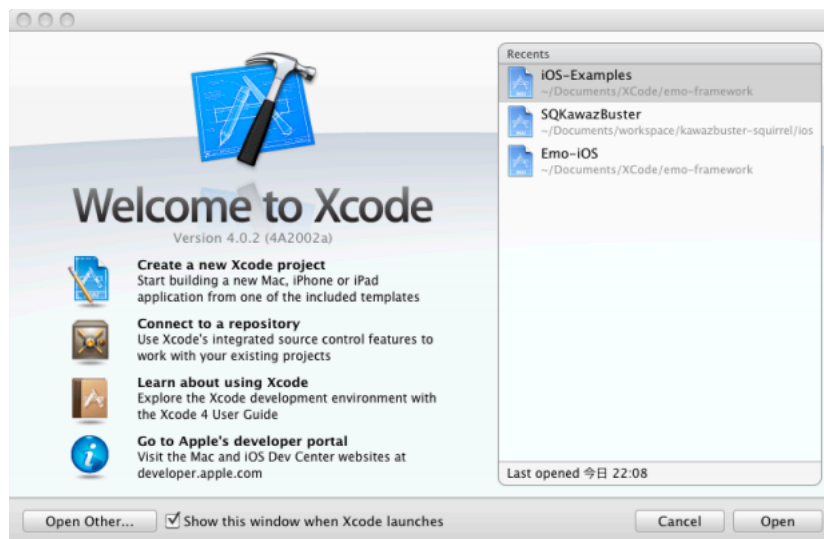 Welcome to Xcode
Version 4.0.2 (4A2002a)
Create a new Xcode project
Start building a new Mac, iPhone or iPad
application from one of the included templates
Connect to a repository
Use Xcode's integrated source control features to
work with your existing projects
Learn about using Xcode
Explore the Xcode development environment with
the Xcode 4 User Guide
Go to Apple's developer portal
Visit the Mac and iOS Dev Center websites at
developer.apple.com
Recents
iOS-Examples
~/Documents/XCode/emo-framework
SQKawazBuster
~/Documents/workspace/kawazbuster-squirrel/ios
Emo-iOS
~/Documents/XCode/emo-framework
Last opened 今日 22:08
Open Other...
Show this window when Xcode launches
Cancel
Open